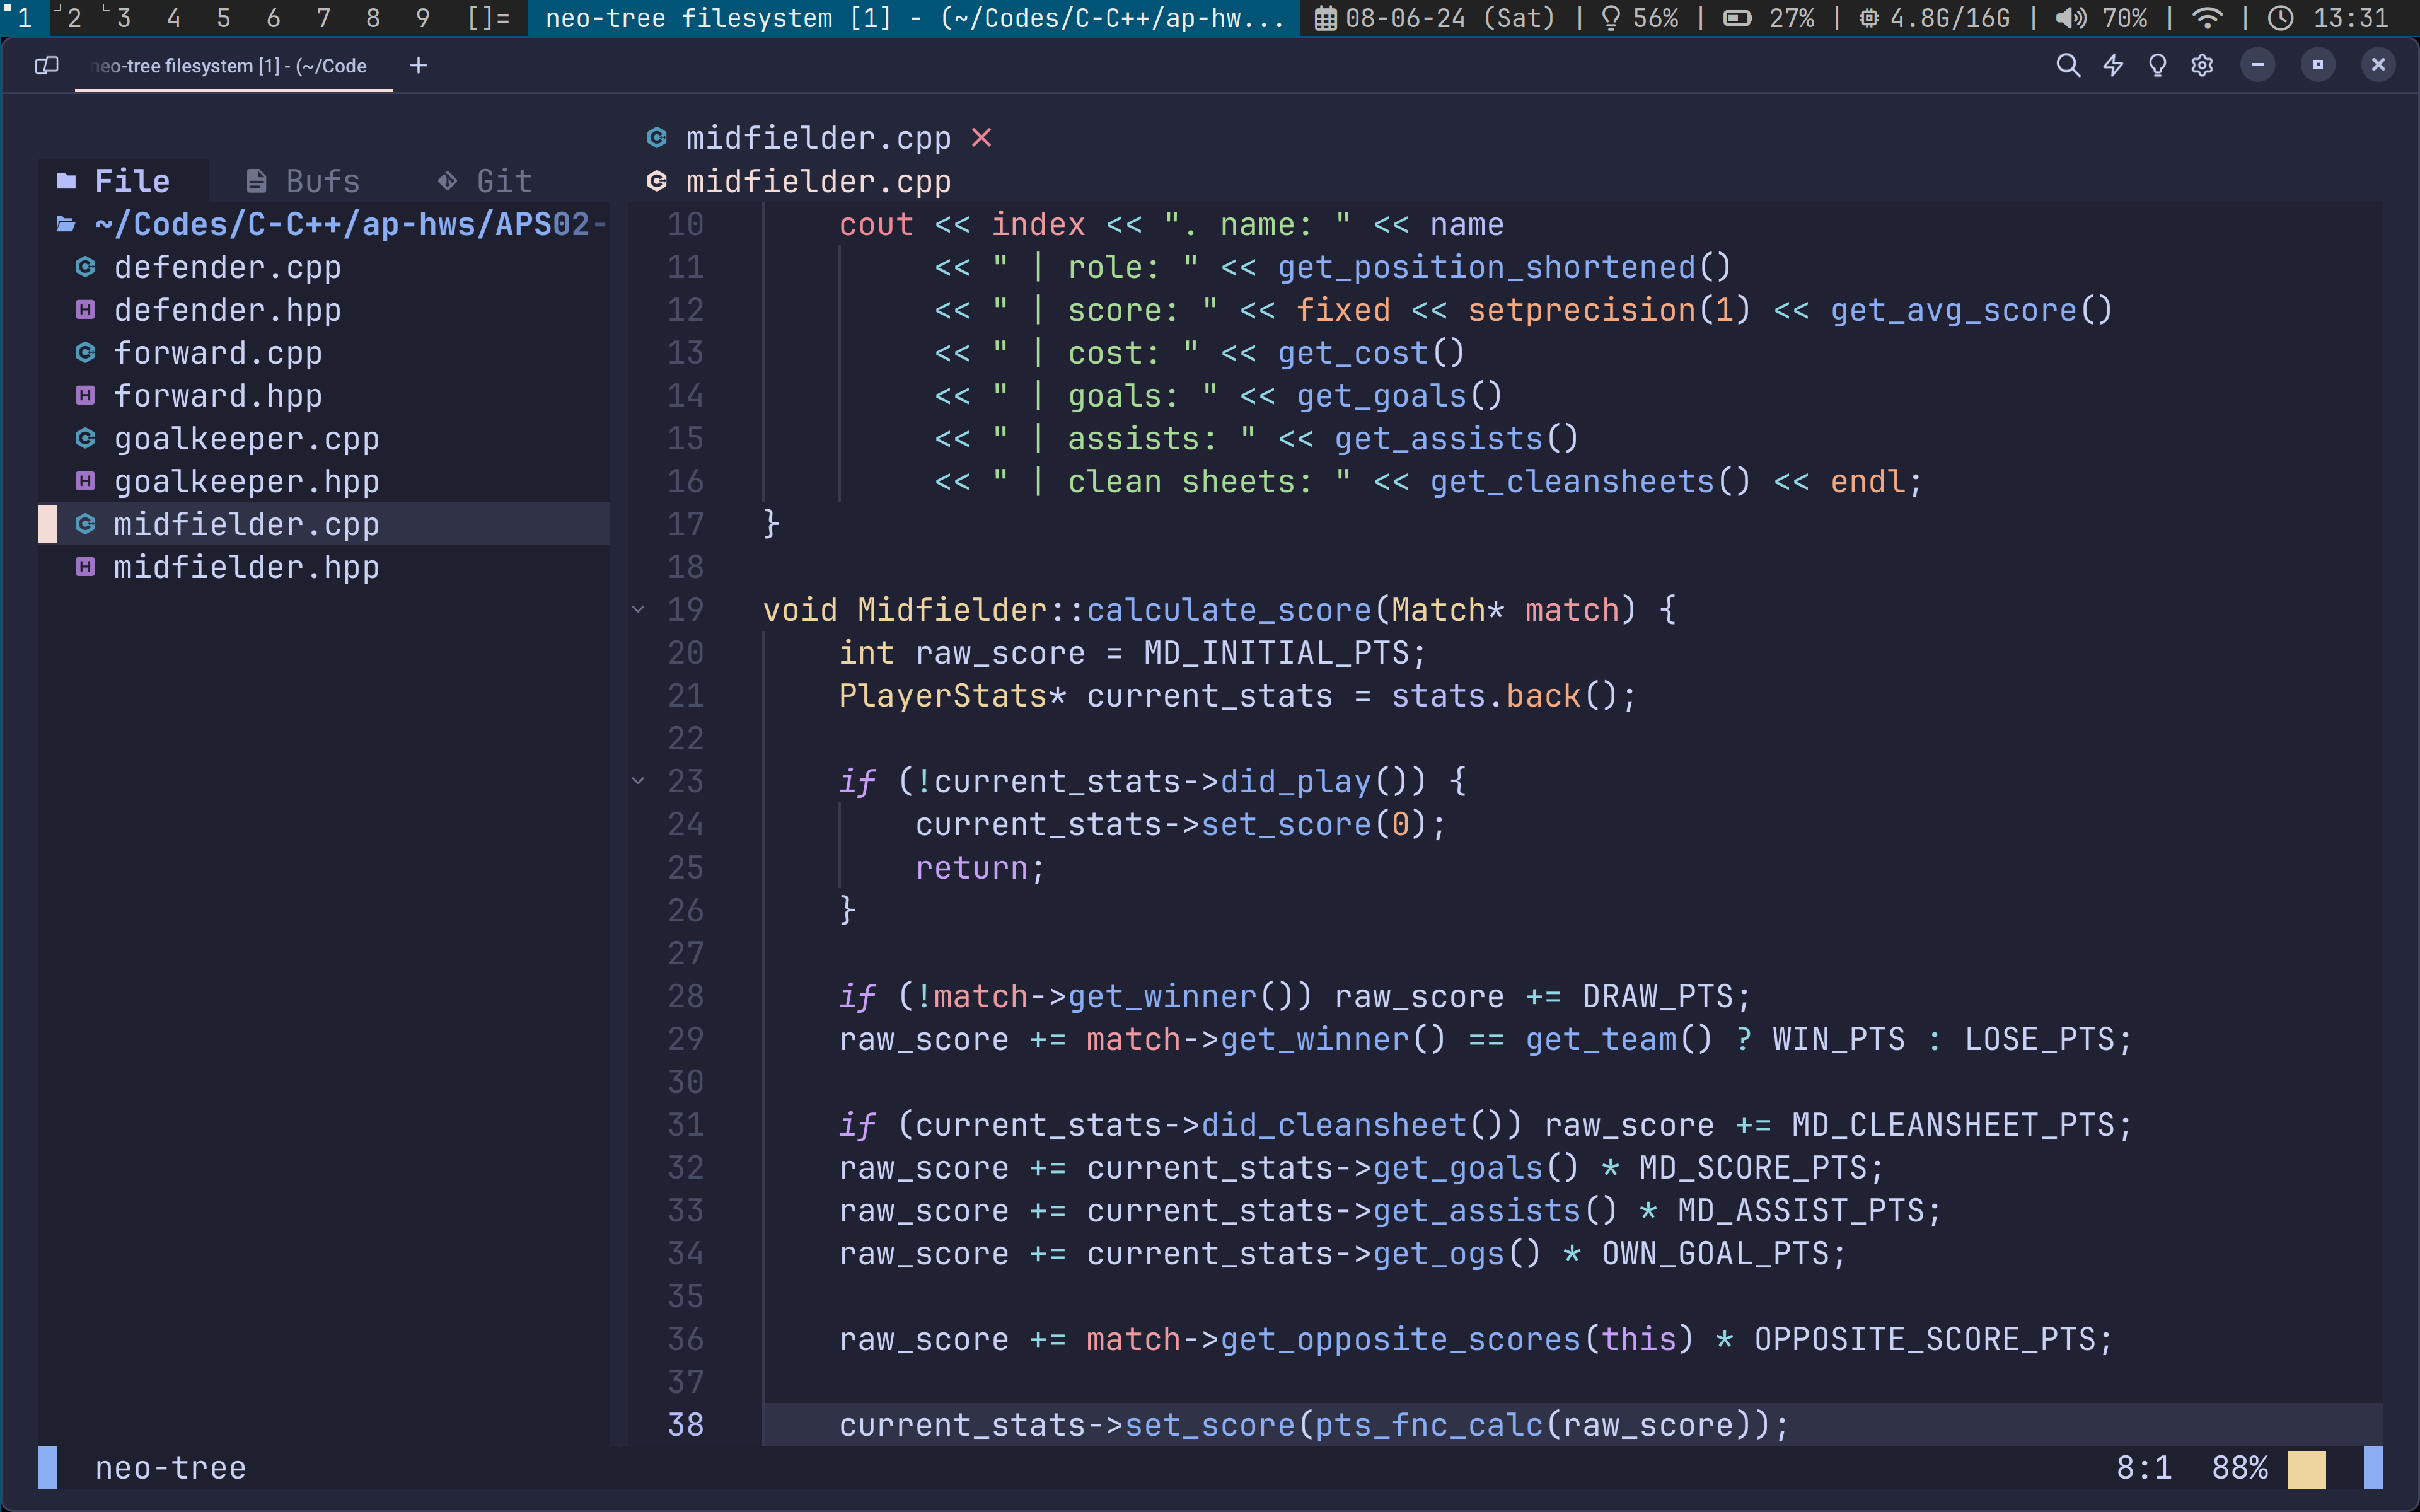 1 2 3 4 5 6 7 8 9 []= neo-tree filesystem [1] - (~/Codes/C-C++/ap-hw... 08-06-24 (Sat) | 56% | 27% | 4.8G/16G | 70% | | 13:31
neo-tree filesystem [1] - (~/Code +
midfielder.cpp
File Bufs Git
midfielder.cpp
~/Codes/C-C++/ap-hws/APS02-
defender.cpp
defender.hpp
forward.cpp
forward.hpp
goalkeeper.cpp
goalkeeper.hpp
midfielder.cpp
midfielder.hpp
10 cout << index << ". name: " << name
11 << " | role: " << get_position_shortened()
12 << " | score: " << fixed << setprecision(1) << get_avg_score()
13 << " | cost: " << get_cost()
14 << " | goals: " << get_goals()
15 << " | assists: " << get_assists()
16 << " | clean sheets: " << get_cleansheets() << endl;
17 }
18
19 void Midfielder::calculate_score(Match* match) {
20 int raw_score = MD_INITIAL_PTS;
21 PlayerStats* current_stats = stats.back();
22
23 if (!current_stats->did_play()) {
24 current_stats->set_score(0);
25 return;
26 }
27
28 if (!match->get_winner()) raw_score += DRAW_PTS;
29 raw_score += match->get_winner() == get_team() ? WIN_PTS : LOSE_PTS;
30
31 if (current_stats->did_cleansheet()) raw_score += MD_CLEANSHEET_PTS;
32 raw_score += current_stats->get_goals() * MD_SCORE_PTS;
33 raw_score += current_stats->get_assists() * MD_ASSIST_PTS;
34 raw_score += current_stats->get_ogs() * OWN_GOAL_PTS;
35
36 raw_score += match->get_opposite_scores(this) * OPPOSITE_SCORE_PTS;
37
38 current_stats->set_score(pts_fnc_calc(raw_score));
neo-tree 8:1 88%